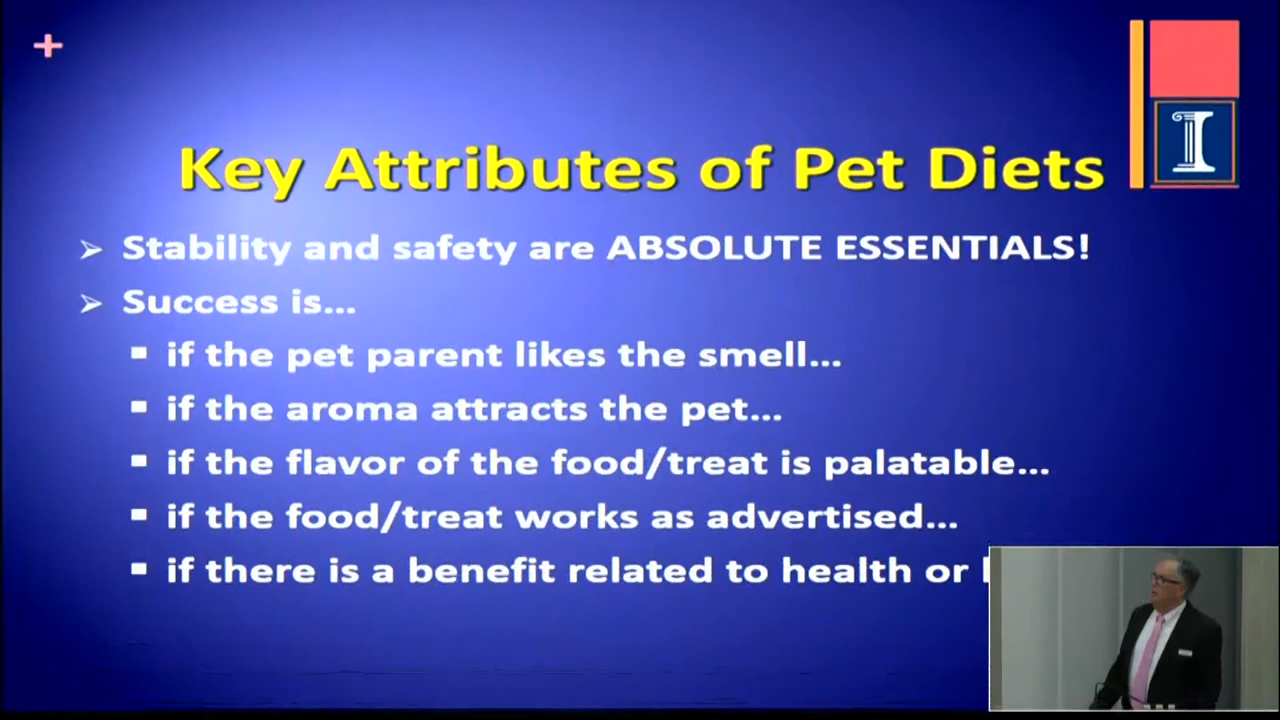 I
Key Attributes of Pet Diets
Stability and safety are ABSOLUTE ESSENTIALS!
Success is...
if the pet parent likes the smell...
if the aroma attracts the pet...
if the flavor of the food/treat is palatable...
if the food/treat works as advertised...
if there is a benefit related to health or